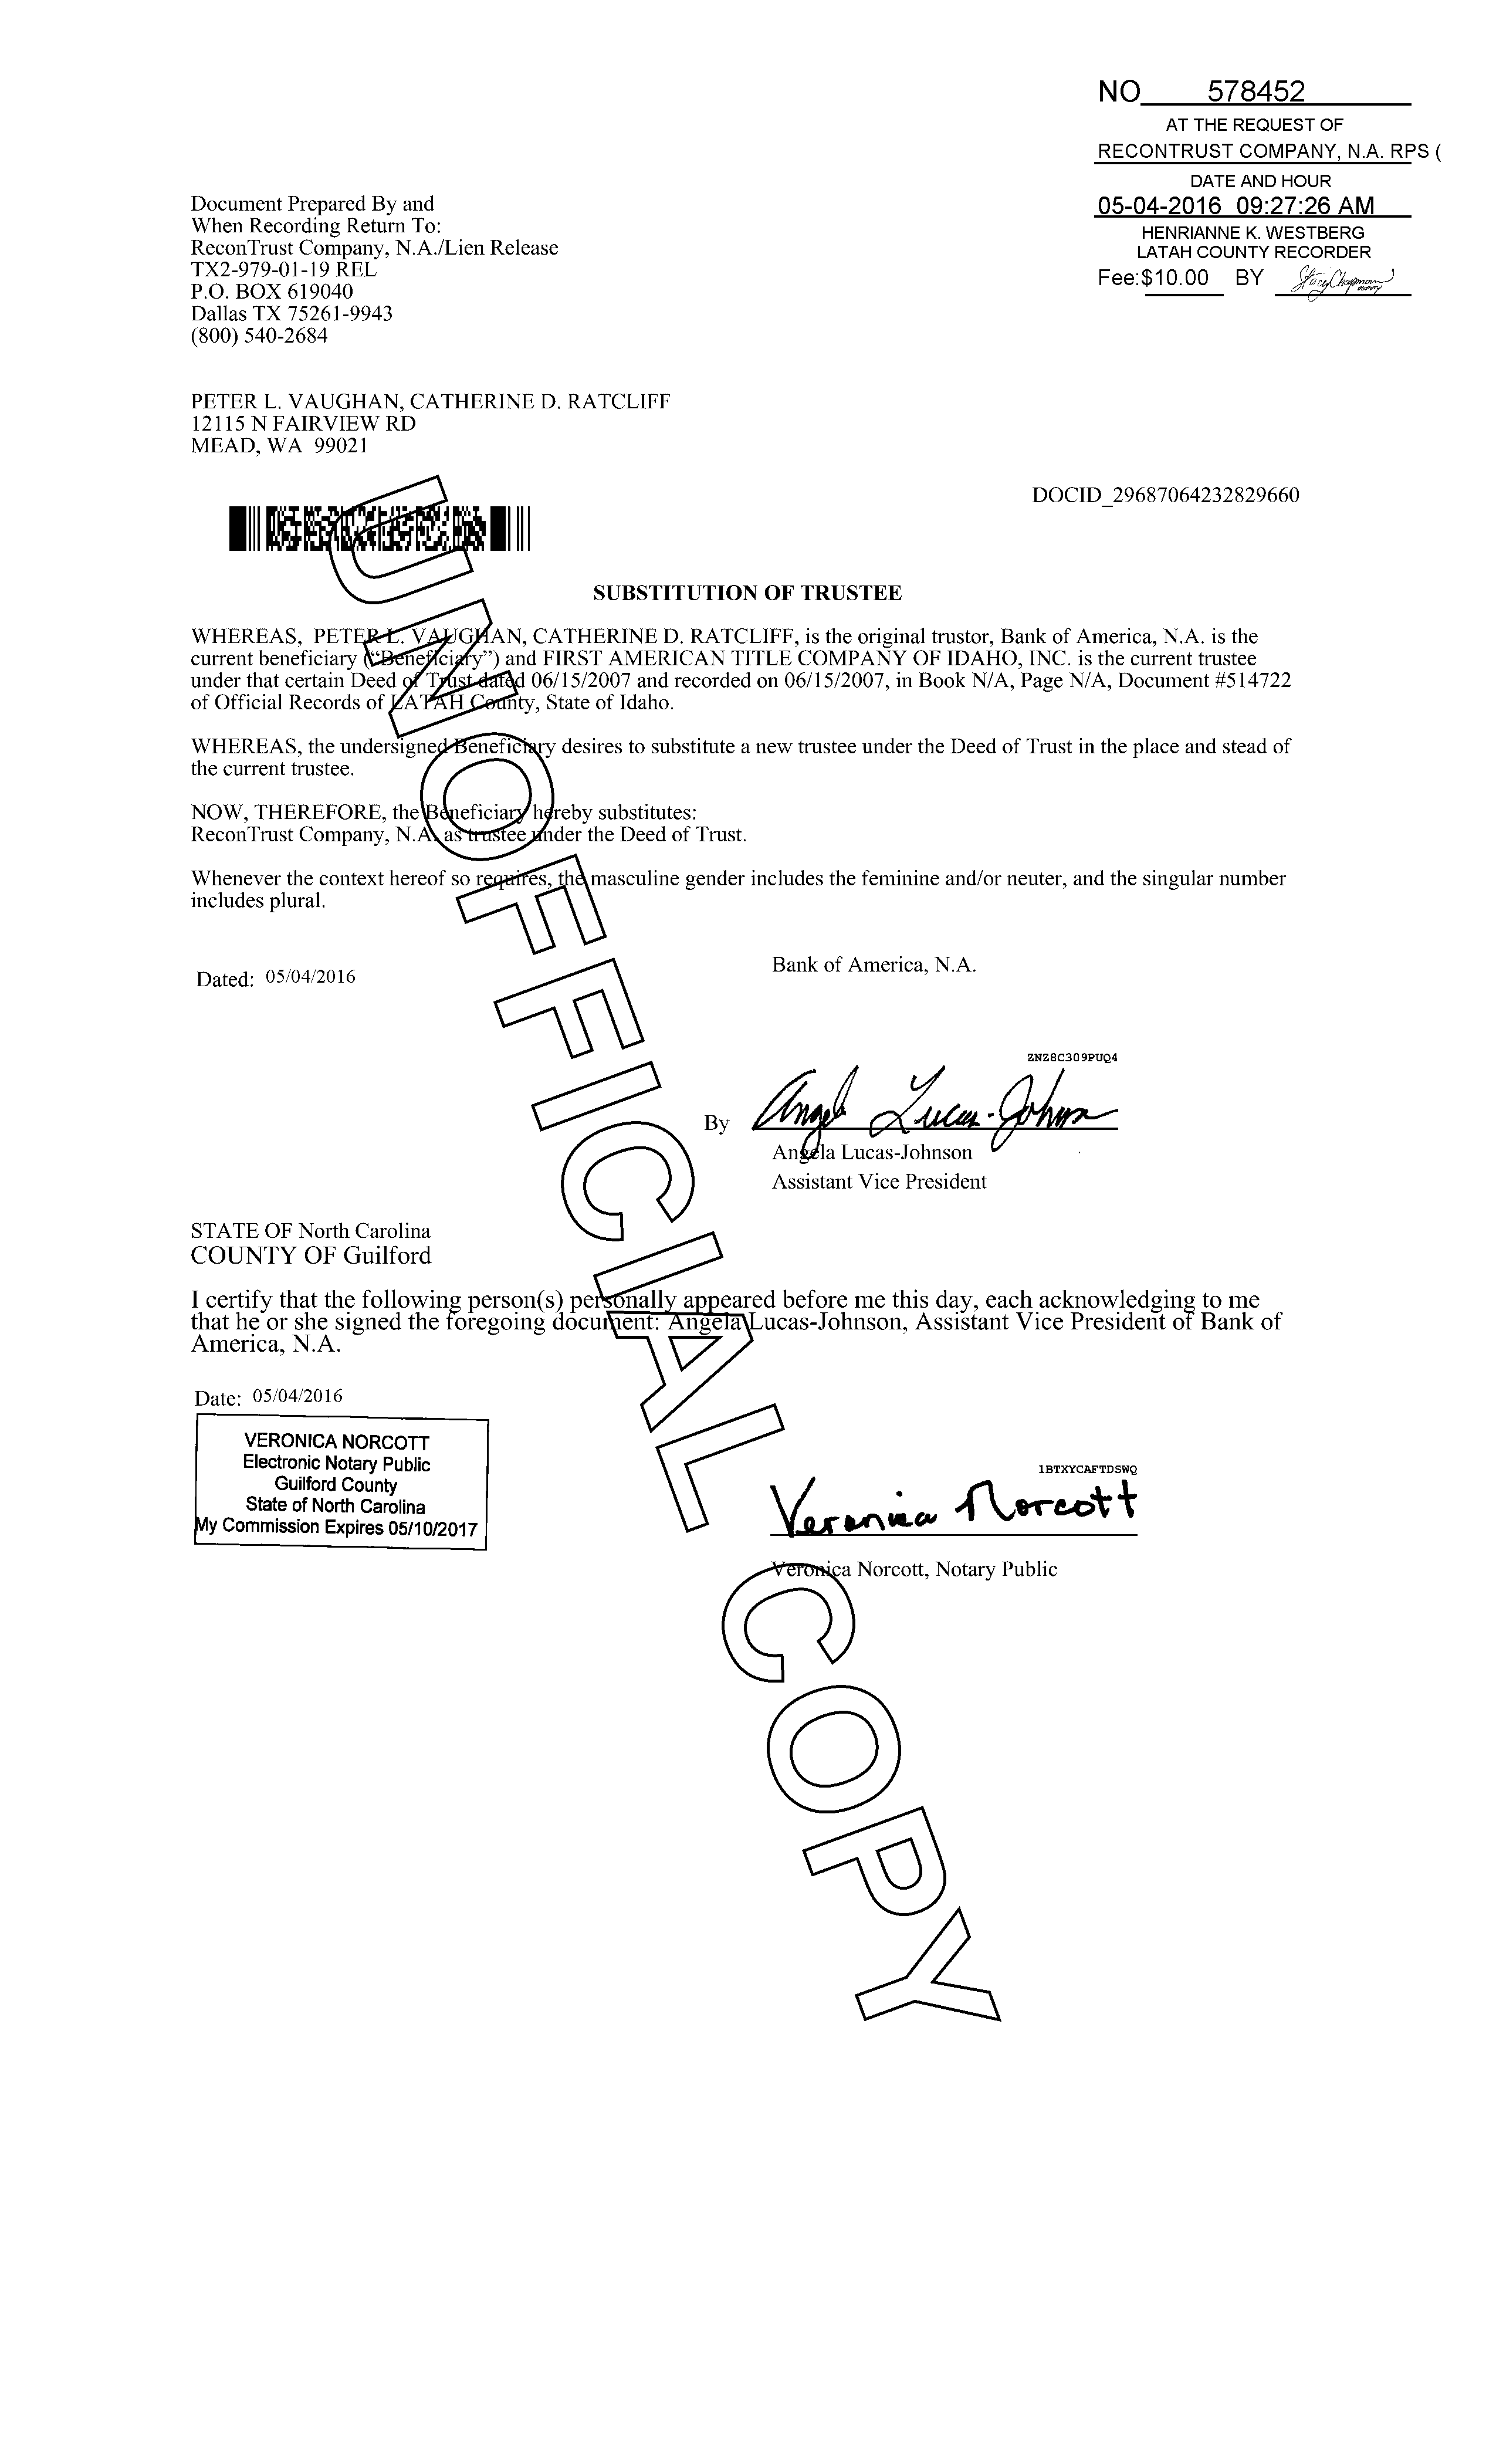 NO 578452
AT THE REQUEST OF
RECONTRUST COMPANY, N.A. RPS (
DATE AND HOUR
05-04-2016 09:27:26 AM
HENRIANNE K. WESTBERG
LATAH COUNTY RECORDER
Fee:$10.00 BY Stacy Chapman
Document Prepared By and
When Recording Return To:
ReconTrust Company, N.A./Lien Release
TX2-979-01-19 REL
P.O. BOX 619040
Dallas TX 75261-9943
(800) 540-2684
PETER L. VAUGHAN, CATHERINE D. RATCLIFF
12115 N FAIRVIEW RD
MEAD, WA 99021
DOCID_29687064232829660
SUBSTITUTION OF TRUSTEE
WHEREAS, PETER L. VAUGHAN, CATHERINE D. RATCLIFF, is the original trustor, Bank of America, N.A. is the
current beneficiary (“Beneficiary”) and FIRST AMERICAN TITLE COMPANY OF IDAHO, INC. is the current trustee
under that certain Deed of Trust dated 06/15/2007 and recorded on 06/15/2007, in Book N/A, Page N/A, Document #514722
of Official Records of LATAH County, State of Idaho.
WHEREAS, the undersigned Beneficiary desires to substitute a new trustee under the Deed of Trust in the place and stead of
the current trustee.
NOW, THEREFORE, the Beneficiary hereby substitutes:
ReconTrust Company, N.A. as trustee under the Deed of Trust.
Whenever the context hereof so requires, the masculine gender includes the feminine and/or neuter, and the singular number
includes plural.
Dated: 05/04/2016
Bank of America, N.A.
ZNZ8C309PUQ4
By Angela Lucas-Johnson
Angela Lucas-Johnson
Assistant Vice President
STATE OF North Carolina
COUNTY OF Guilford
I certify that the following person(s) personally appeared before me this day, each acknowledging to me
that he or she signed the foregoing document: Angela Lucas-Johnson, Assistant Vice President of Bank of
America, N.A.
Date: 05/04/2016
VERONICA NORCOTT
Electronic Notary Public
Guilford County
State of North Carolina
My Commission Expires 05/10/2017
1BTXYCAFTDSWQ
Veronica Norcott
Veronica Norcott, Notary Public
UNOFFICIAL COPY